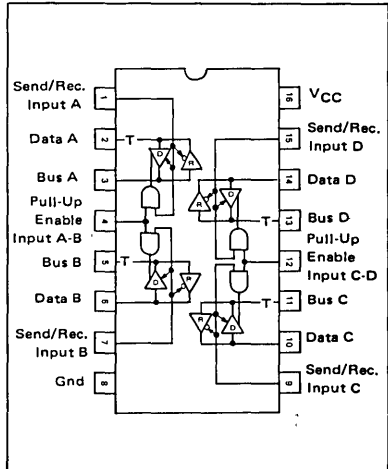 Send/Rec.
Input A
1
Data A
2
T
D
R
Bus A
3
Pull-Up
Enable
Input A-B
4
Bus B
5
T
D
R
Data B
6
Send/Rec.
Input B
7
Gnd
8
16
VCC
15
Send/Rec.
Input D
14
Data D
R
D
T
13
Bus D
Pull-Up
12
Enable
Input C-D
T
11
Bus C
R
D
10
Data C
9
Send/Rec.
Input C